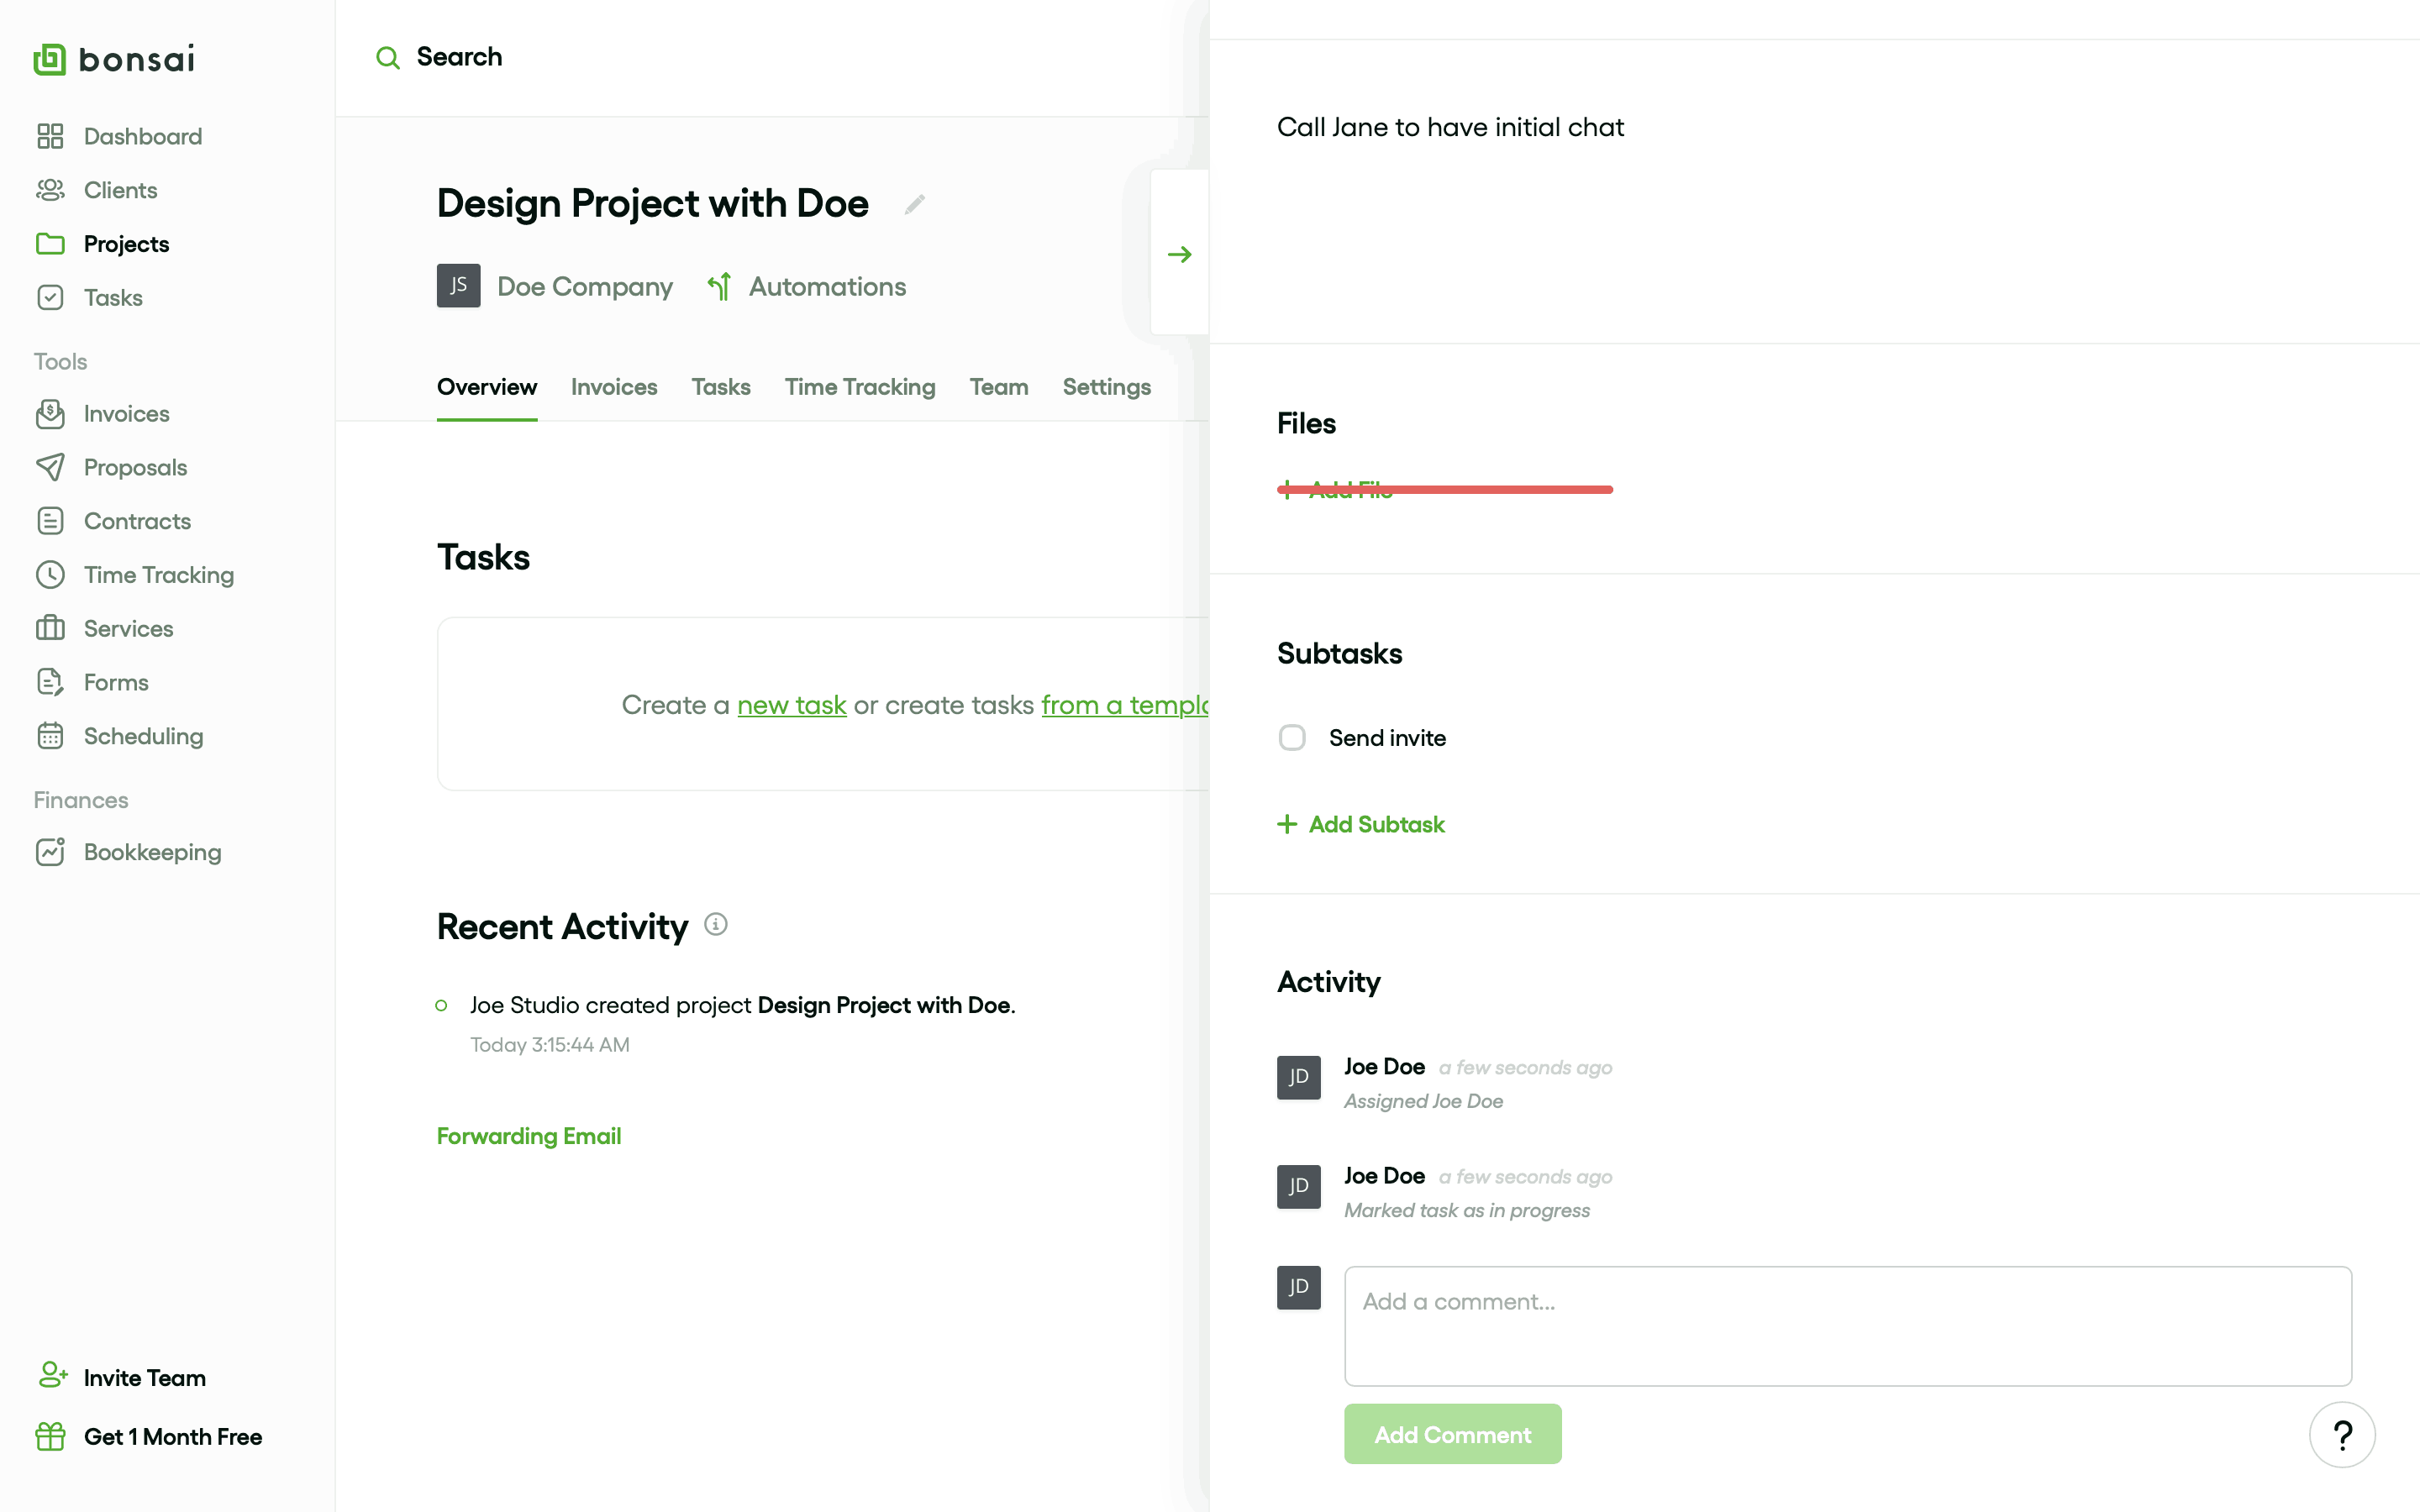 bonsai
Dashboard
Clients
Projects
Tasks
Tools
Invoices
Proposals
Contracts
Time Tracking
Services
Forms
Scheduling
Finances
Bookkeeping
Invite Team
Get 1 Month Free
Search
Design Project with Doe
JS Doe Company Automations
Overview Invoices Tasks Time Tracking Team Settings
Tasks
Create a new task or create tasks from a
Recent Activity
Joe Studio created project Design Project with Doe.
Today 3:15:44 AM
Forwarding Email
Call Jane to have initial chat
Files
+ Add File
Subtasks
Send invite
+ Add Subtask
Activity
JD Joe Doe a few seconds ago
Assigned Joe Doe
JD Joe Doe a few seconds ago
Marked task as in progress
JD Add a comment...
Add Comment
?